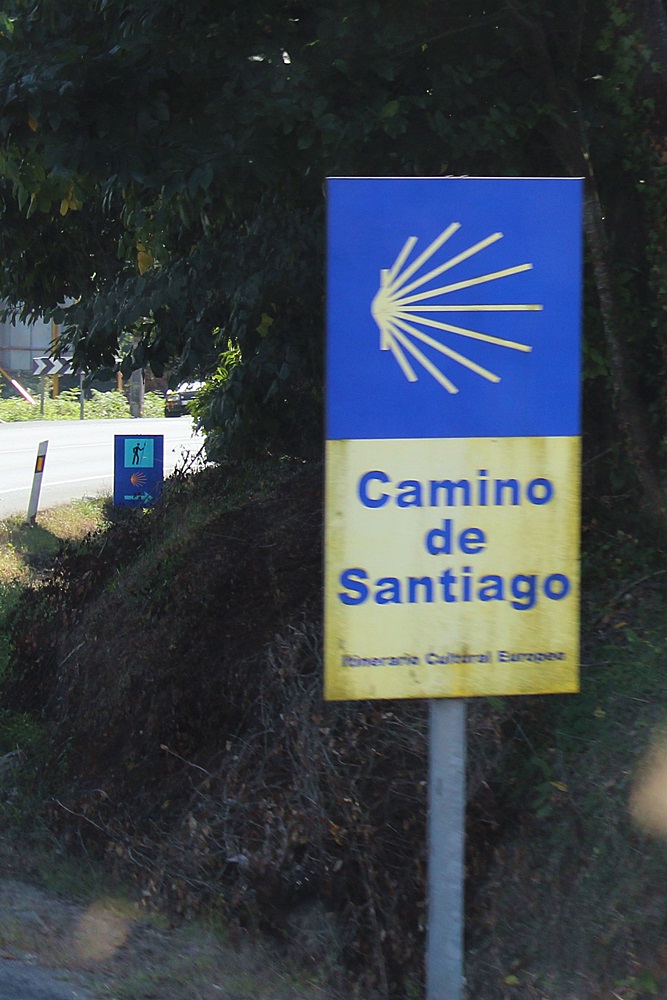 Camino
de
Santiago
Itinerario Cultural Europeo